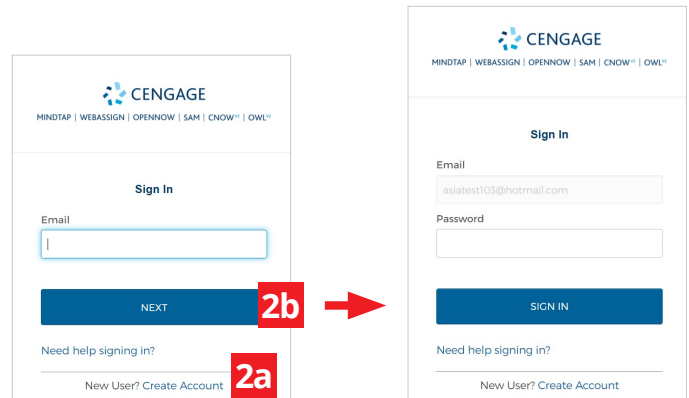 CENGAGE
MINDTAP | WEBASSIGN | OPENNOW | SAM | CNOWv2 | OWLv2
Sign In
Email
NEXT
2b
Need help signing in?
New User? Create Account
2a
CENGAGE
MINDTAP | WEBASSIGN | OPENNOW | SAM | CNOWv2 | OWLv2
Sign In
Email
asiatest103@hotmail.com
Password
SIGN IN
Need help signing in?
New User? Create Account